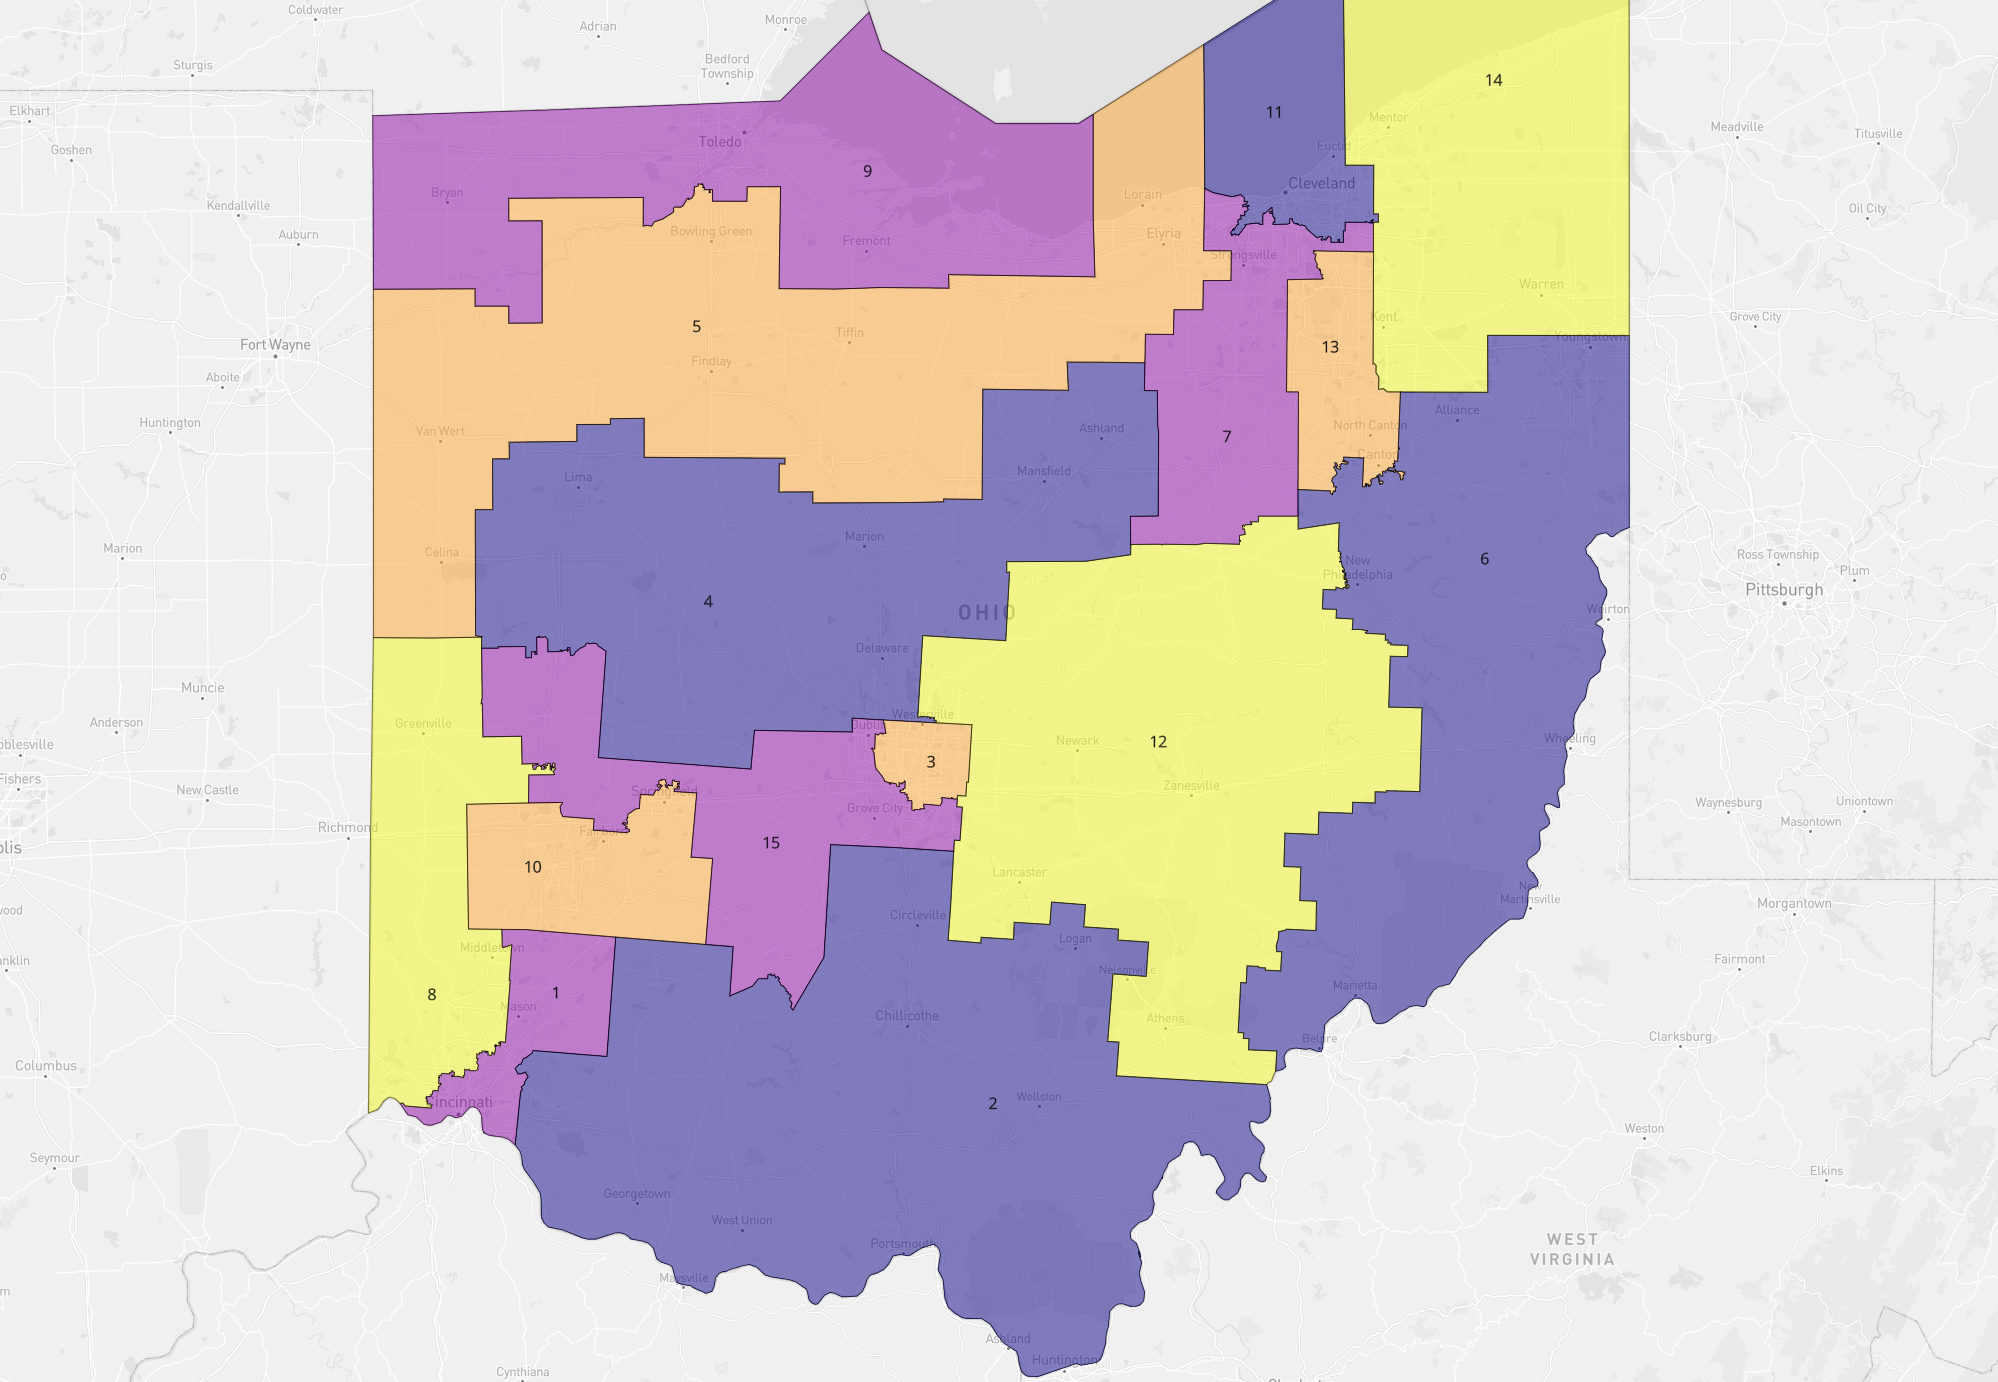 Coldwater
Adrian
Monroe
Sturgis
Bedford
Township
14
Elkhart
11
Mentor
Meadville
Titusville
Goshen
Toledo
Euclid
9
Cleveland
Bryan
Kendallville
Lorain
Oil City
Auburn
Bowling Green
Elyria
Fremont
Strongsville
Warren
Kent
Grove City
5
Tiffin
Youngstown
Fort Wayne
13
Findlay
Aboite
Alliance
Huntington
Van Wert
Ashland
North Canton
7
Canton
Lima
Mansfield
Marion
Marion
Celina
New
Philadelphia
6
Ross Township
Plum
Pittsburgh
4
OHIO
Weirton
Delaware
Muncie
Anderson
Greenville
Westerville
Dublin
oblesville
Newark
12
Wheeling
3
Fishers
New Castle
Springfield
Zanesville
Waynesburg
Uniontown
Masontown
Richmond
Grove City
Fairborn
15
olis
10
Lancaster
New
Martinsville
Morgantown
wood
Circleville
Middletown
Logan
anklin
Nelsonville
Fairmont
8
1
Mason
Marietta
Chillicothe
Athens
Clarksburg
Belpre
Columbus
Cincinnati
2
Wellston
Weston
Seymour
Elkins
Georgetown
West Union
Portsmouth
WEST
VIRGINIA
Maysville
Ashland
Huntington
Cynthiana